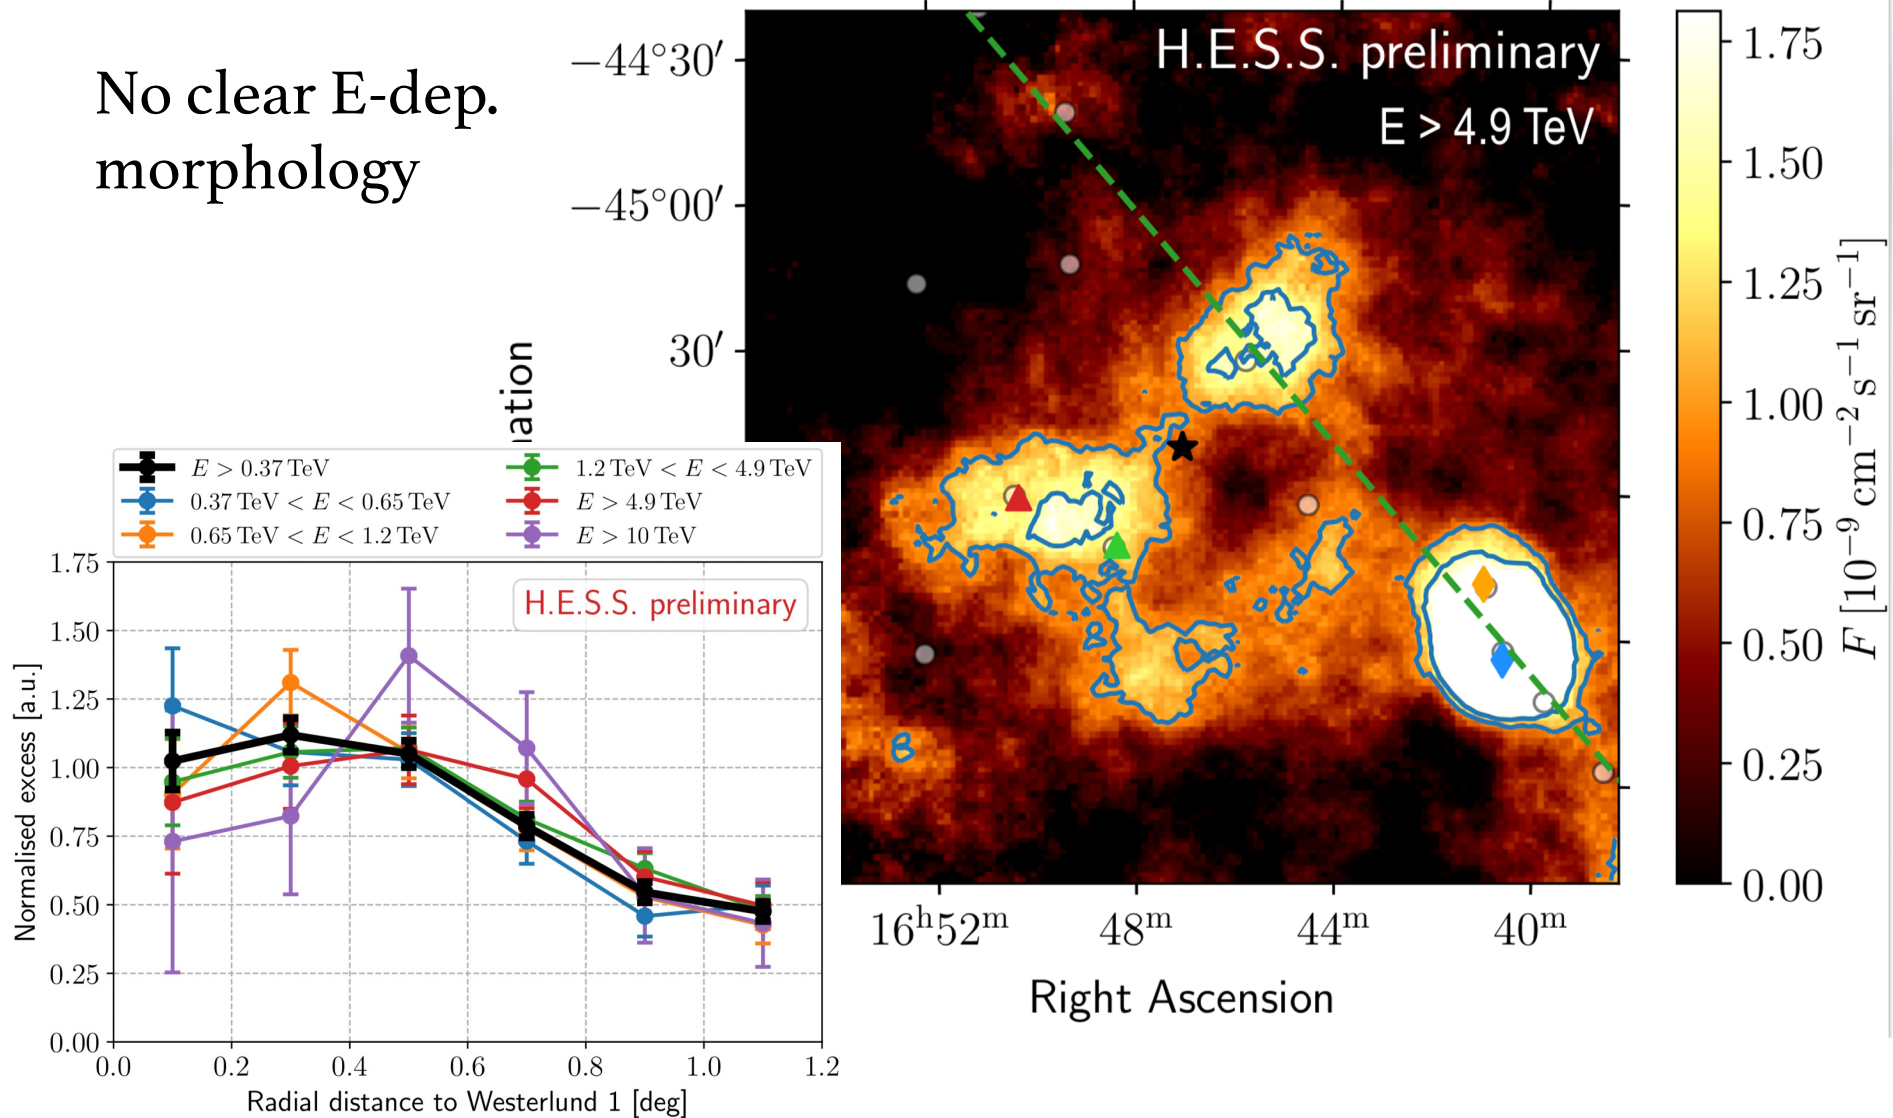 No clear E-dep.
morphology
H.E.S.S. preliminary
E > 4.9 TeV
−44°30′
−45°00′
30′
nation
16ʰ52ᵐ 48ᵐ 44ᵐ 40ᵐ
Right Ascension
1.75
1.50
1.25
1.00
0.75
0.50
0.25
0.00
F [10⁻⁹ cm⁻² s⁻¹ sr⁻¹]
E > 0.37 TeV
0.37 TeV < E < 0.65 TeV
0.65 TeV < E < 1.2 TeV
1.2 TeV < E < 4.9 TeV
E > 4.9 TeV
E > 10 TeV
H.E.S.S. preliminary
1.75
1.50
1.25
1.00
0.75
0.50
0.25
0.00
Normalised excess [a.u.]
0.0 0.2 0.4 0.6 0.8 1.0 1.2
Radial distance to Westerlund 1 [deg]